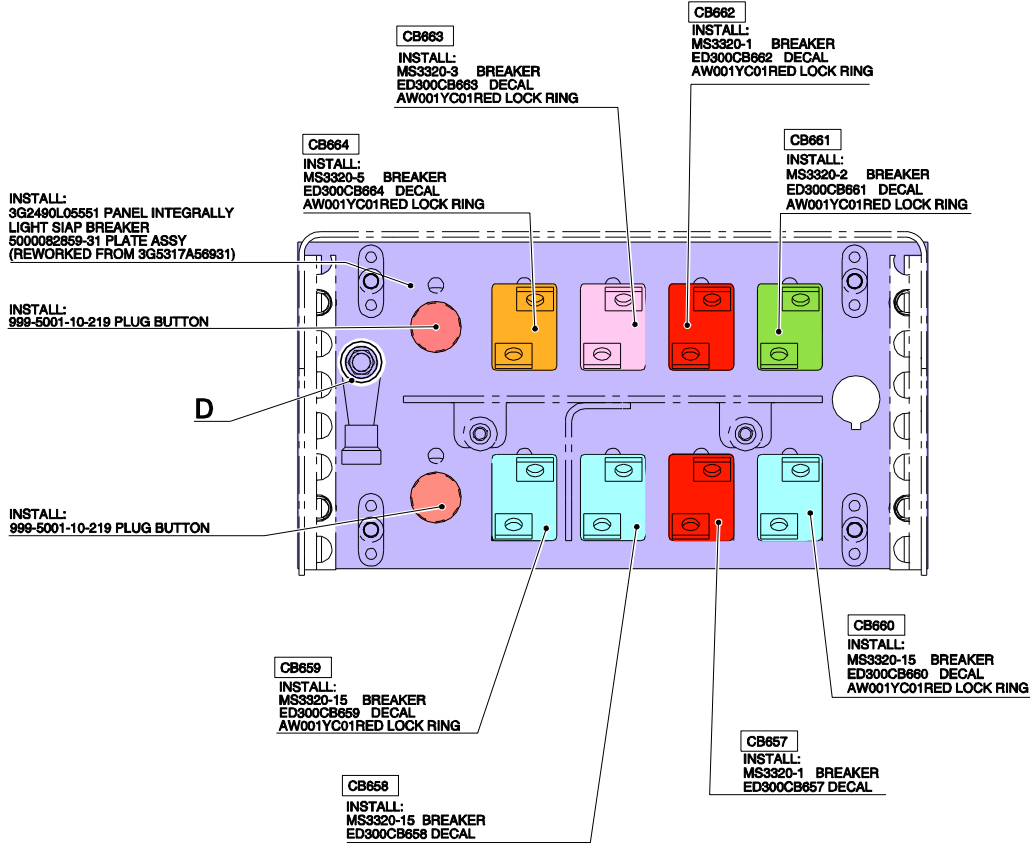 CB662
INSTALL:
MS3320-1 BREAKER
ED300CB662 DECAL
AW001YC01RED LOCK RING
CB663
INSTALL:
MS3320-3 BREAKER
ED300CB663 DECAL
AW001YC01RED LOCK RING
CB664
INSTALL:
MS3320-5 BREAKER
ED300CB664 DECAL
AW001YC01RED LOCK RING
CB661
INSTALL:
MS3320-2 BREAKER
ED300CB661 DECAL
AW001YC01RED LOCK RING
INSTALL:
3G2490L05551 PANEL INTEGRALLY
LIGHT SIAP BREAKER
5000082859-31 PLATE ASSY
(REWORKED FROM 3G5317A56931)
INSTALL:
999-5001-10-219 PLUG BUTTON
D
INSTALL:
999-5001-10-219 PLUG BUTTON
CB660
INSTALL:
MS3320-15 BREAKER
ED300CB660 DECAL
AW001YC01RED LOCK RING
CB659
INSTALL:
MS3320-15 BREAKER
ED300CB659 DECAL
AW001YC01RED LOCK RING
CB657
INSTALL:
MS3320-1 BREAKER
ED300CB657 DECAL
CB658
INSTALL:
MS3320-15 BREAKER
ED300CB658 DECAL